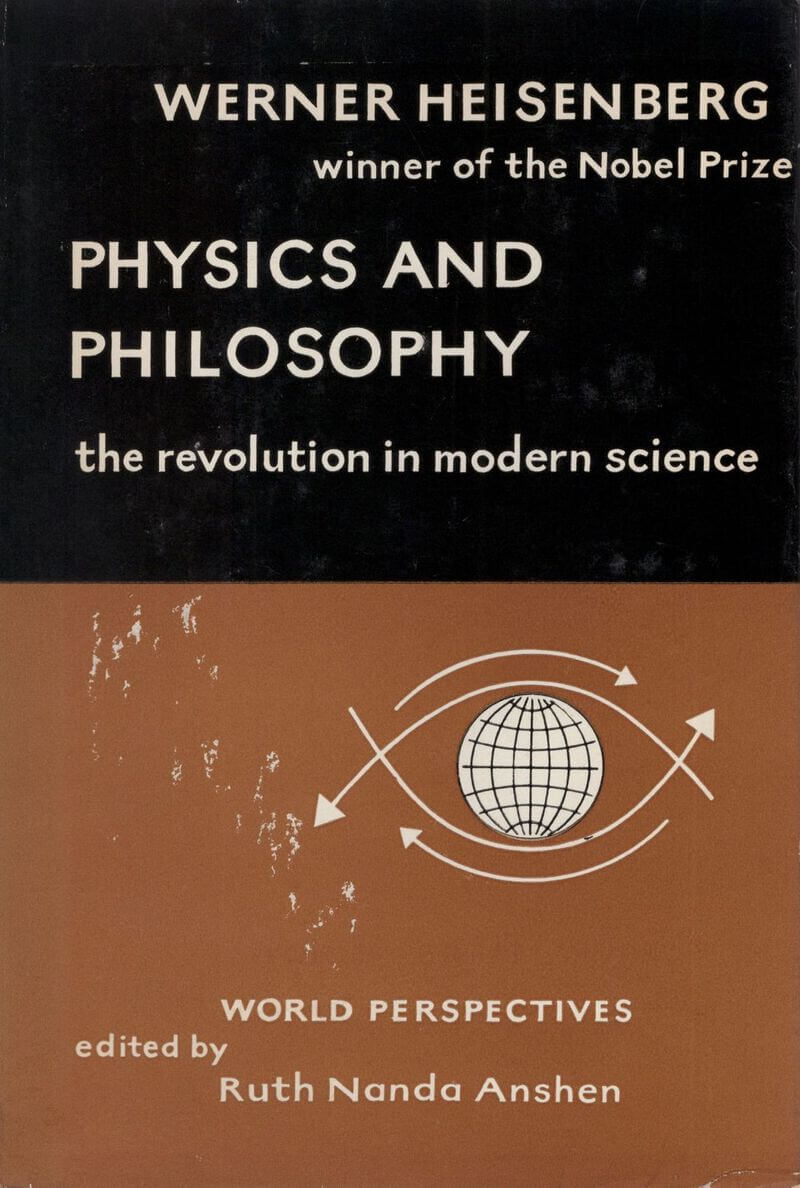 WERNER HEISENBERG
winner of the Nobel Prize
PHYSICS AND
PHILOSOPHY
the revolution in modern science
WORLD PERSPECTIVES
edited by
Ruth Nanda Anshen